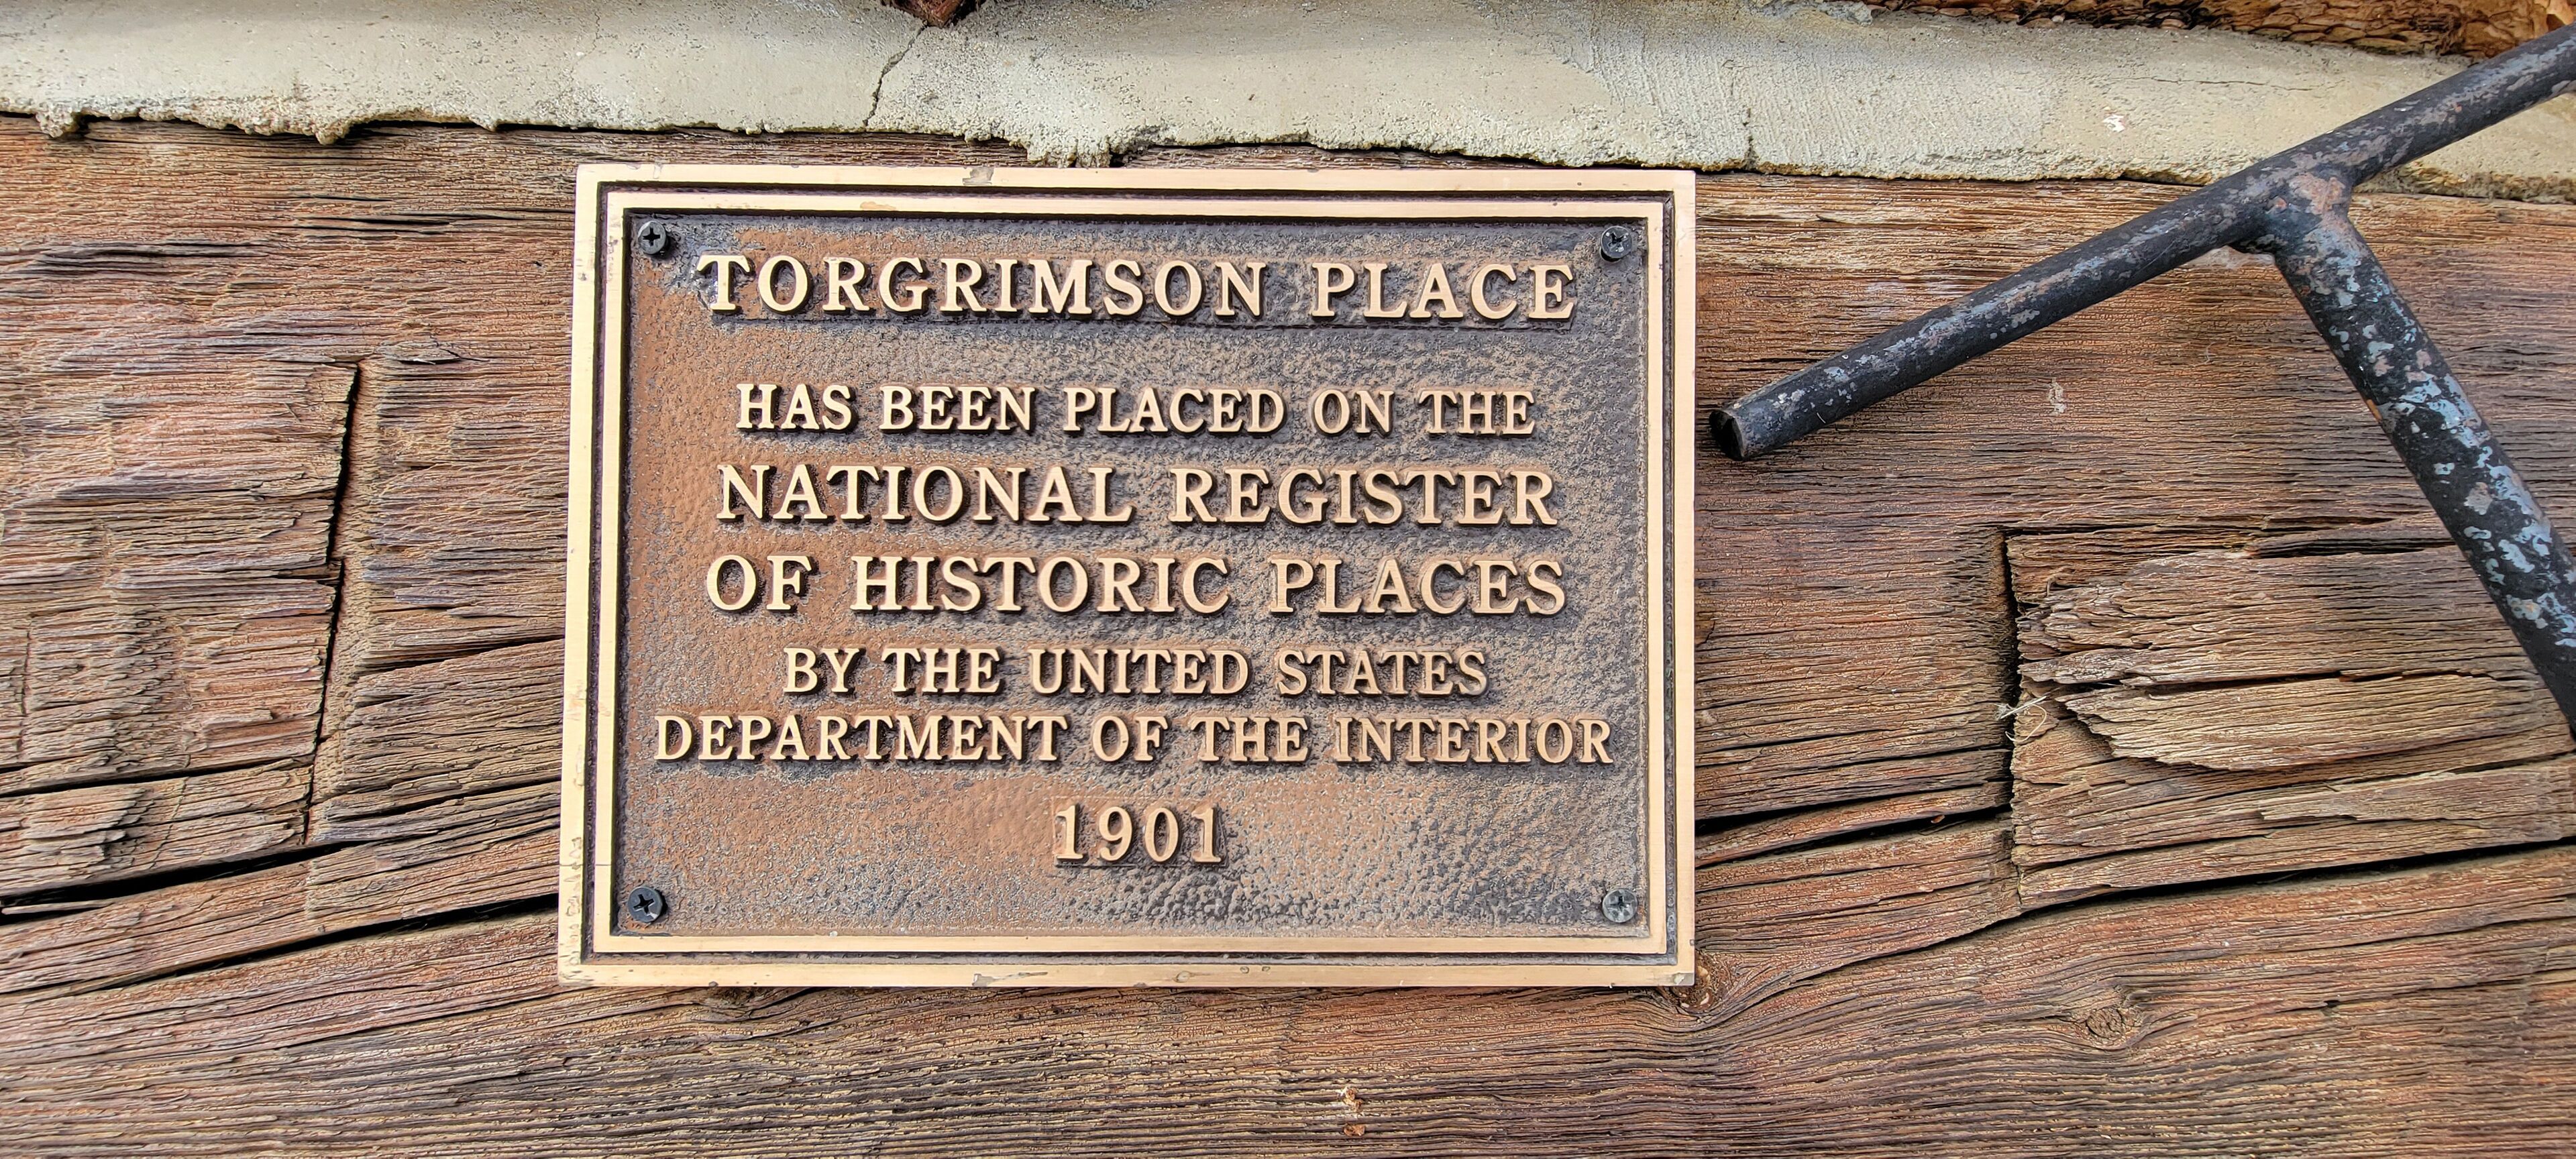 TORGRIMSON PLACE
HAS BEEN PLACED ON THE
NATIONAL REGISTER
OF HISTORIC PLACES
BY THE UNITED STATES
DEPARTMENT OF THE INTERIOR
1901